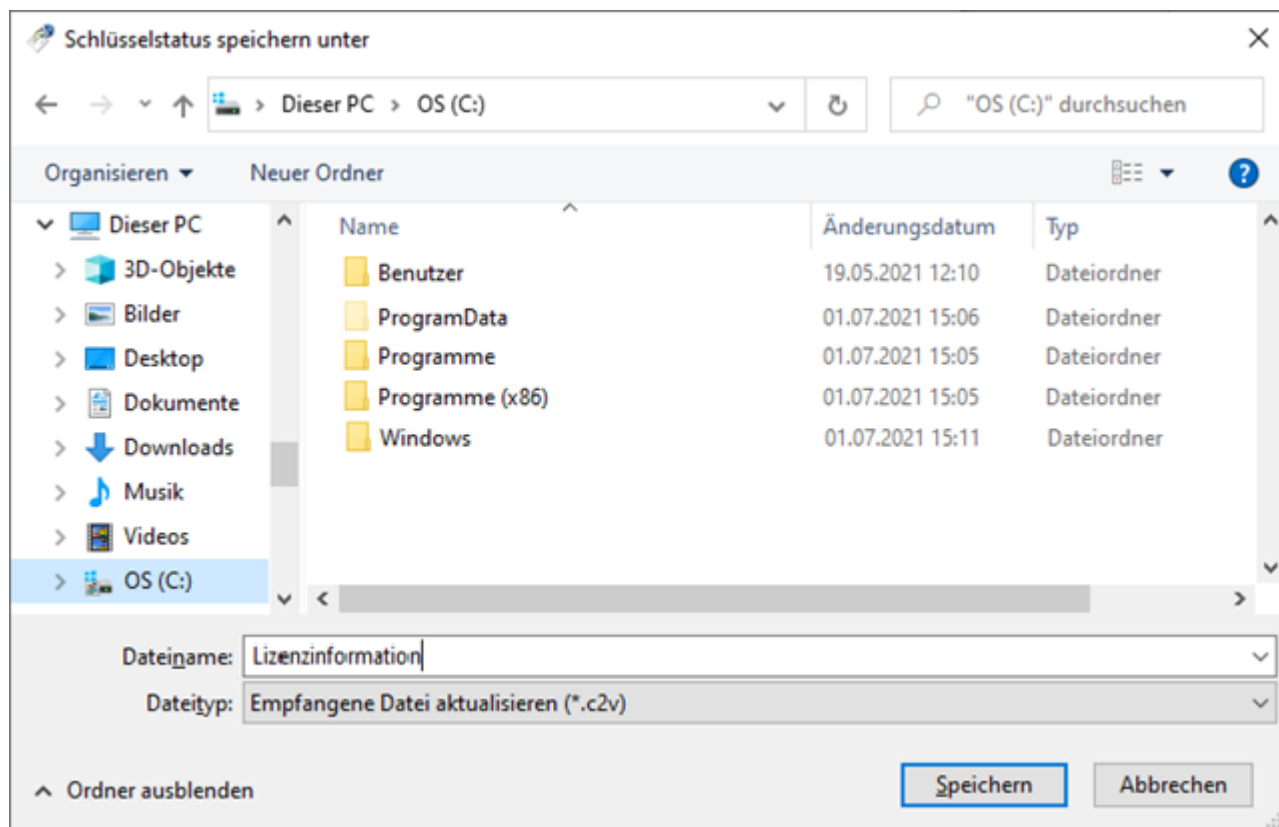 Schlüsselstatus speichern unter
Dieser PC > OS (C:)
"OS (C:)" durchsuchen
Organisieren
Neuer Ordner
Dieser PC
3D-Objekte
Bilder
Desktop
Dokumente
Downloads
Musik
Videos
OS (C:)
Name Änderungsdatum Typ
Benutzer 19.05.2021 12:10 Dateiordner
ProgramData 01.07.2021 15:06 Dateiordner
Programme 01.07.2021 15:05 Dateiordner
Programme (x86) 01.07.2021 15:05 Dateiordner
Windows 01.07.2021 15:11 Dateiordner
Dateiname: Lizenzinformation
Dateityp: Empfangene Datei aktualisieren (*.c2v)
Ordner ausblenden
Speichern
Abbrechen